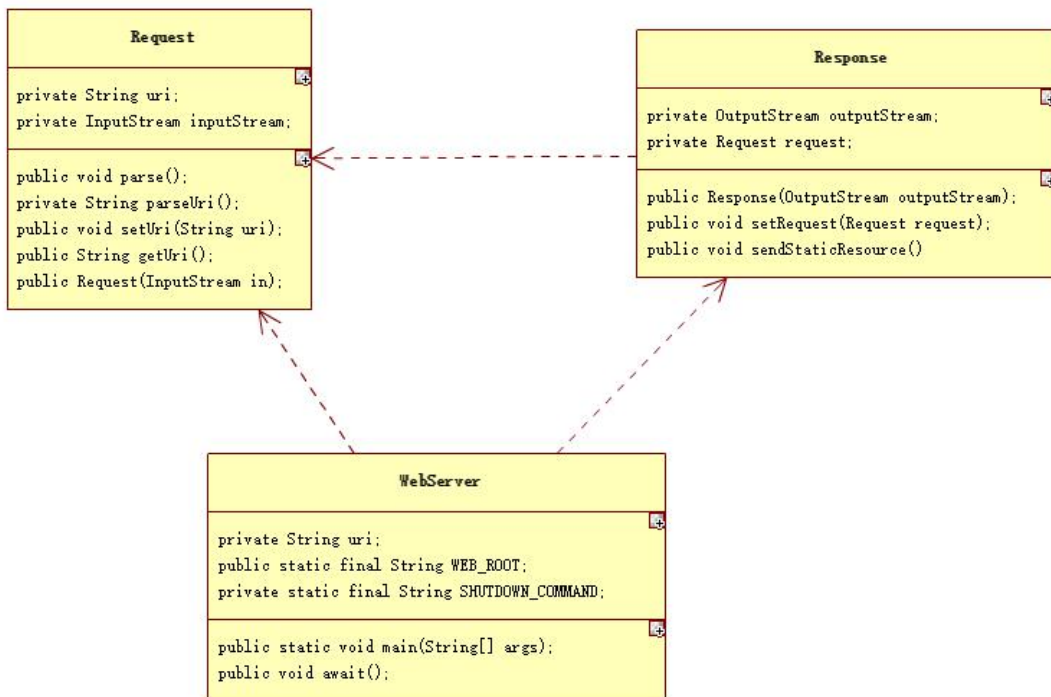 Request
private String uri;
private InputStream inputStream;
public void parse();
private String parseUri();
public void setUri(String uri);
public String getUri();
public Request(InputStream in);
Response
private OutputStream outputStream;
private Request request;
public Response(OutputStream outputStream);
public void setRequest(Request request);
public void sendStaticResource()
WebServer
private String uri;
public static final String WEB_ROOT;
private static final String SHUTDOWN_COMMAND;
public static void main(String[] args);
public void await();